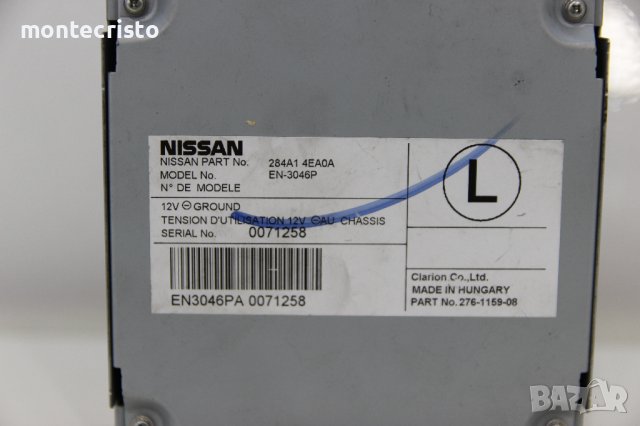 montecristo
NISSAN
NISSAN PART No. 284A1 4EA0A
MODEL No. EN-3046P
N° DE MODELE
12V ⊖ GROUND
TENSION D'UTILISATION 12V ⊖AU CHASSIS
SERIAL No. 0071258
EN3046PA 0071258
L
Clarion Co.,Ltd.
MADE IN HUNGARY
PART No. 276-1159-08
BAZAR